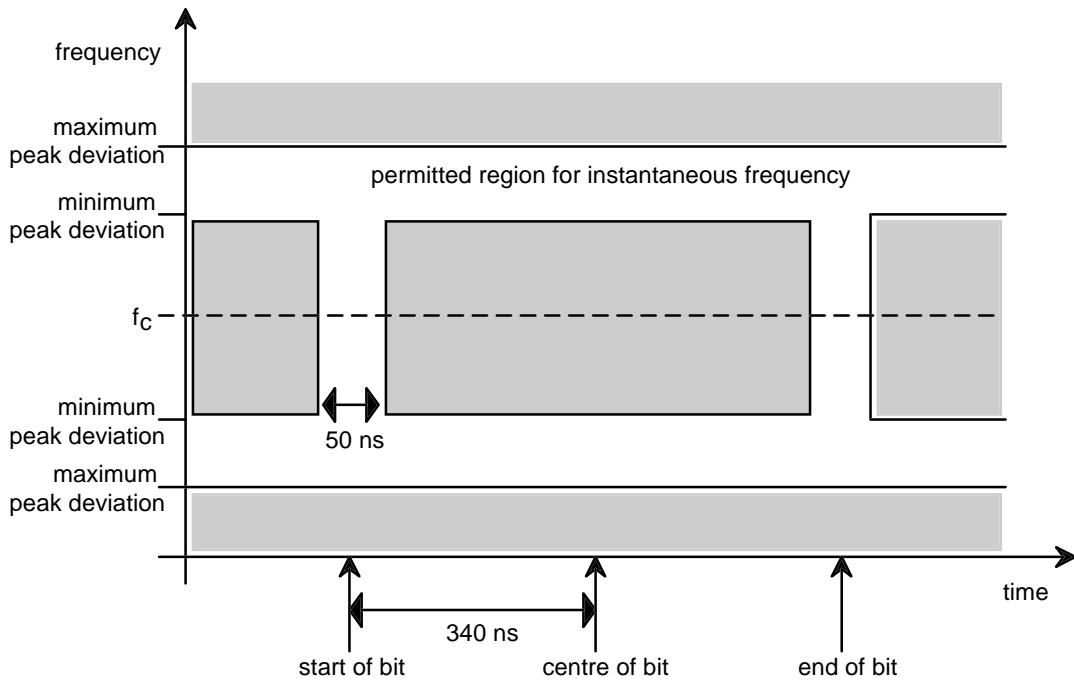 frequency
maximum
peak deviation
permitted region for instantaneous frequency
minimum
peak deviation
fc
minimum
peak deviation
50 ns
maximum
peak deviation
time
340 ns
start of bit
centre of bit
end of bit